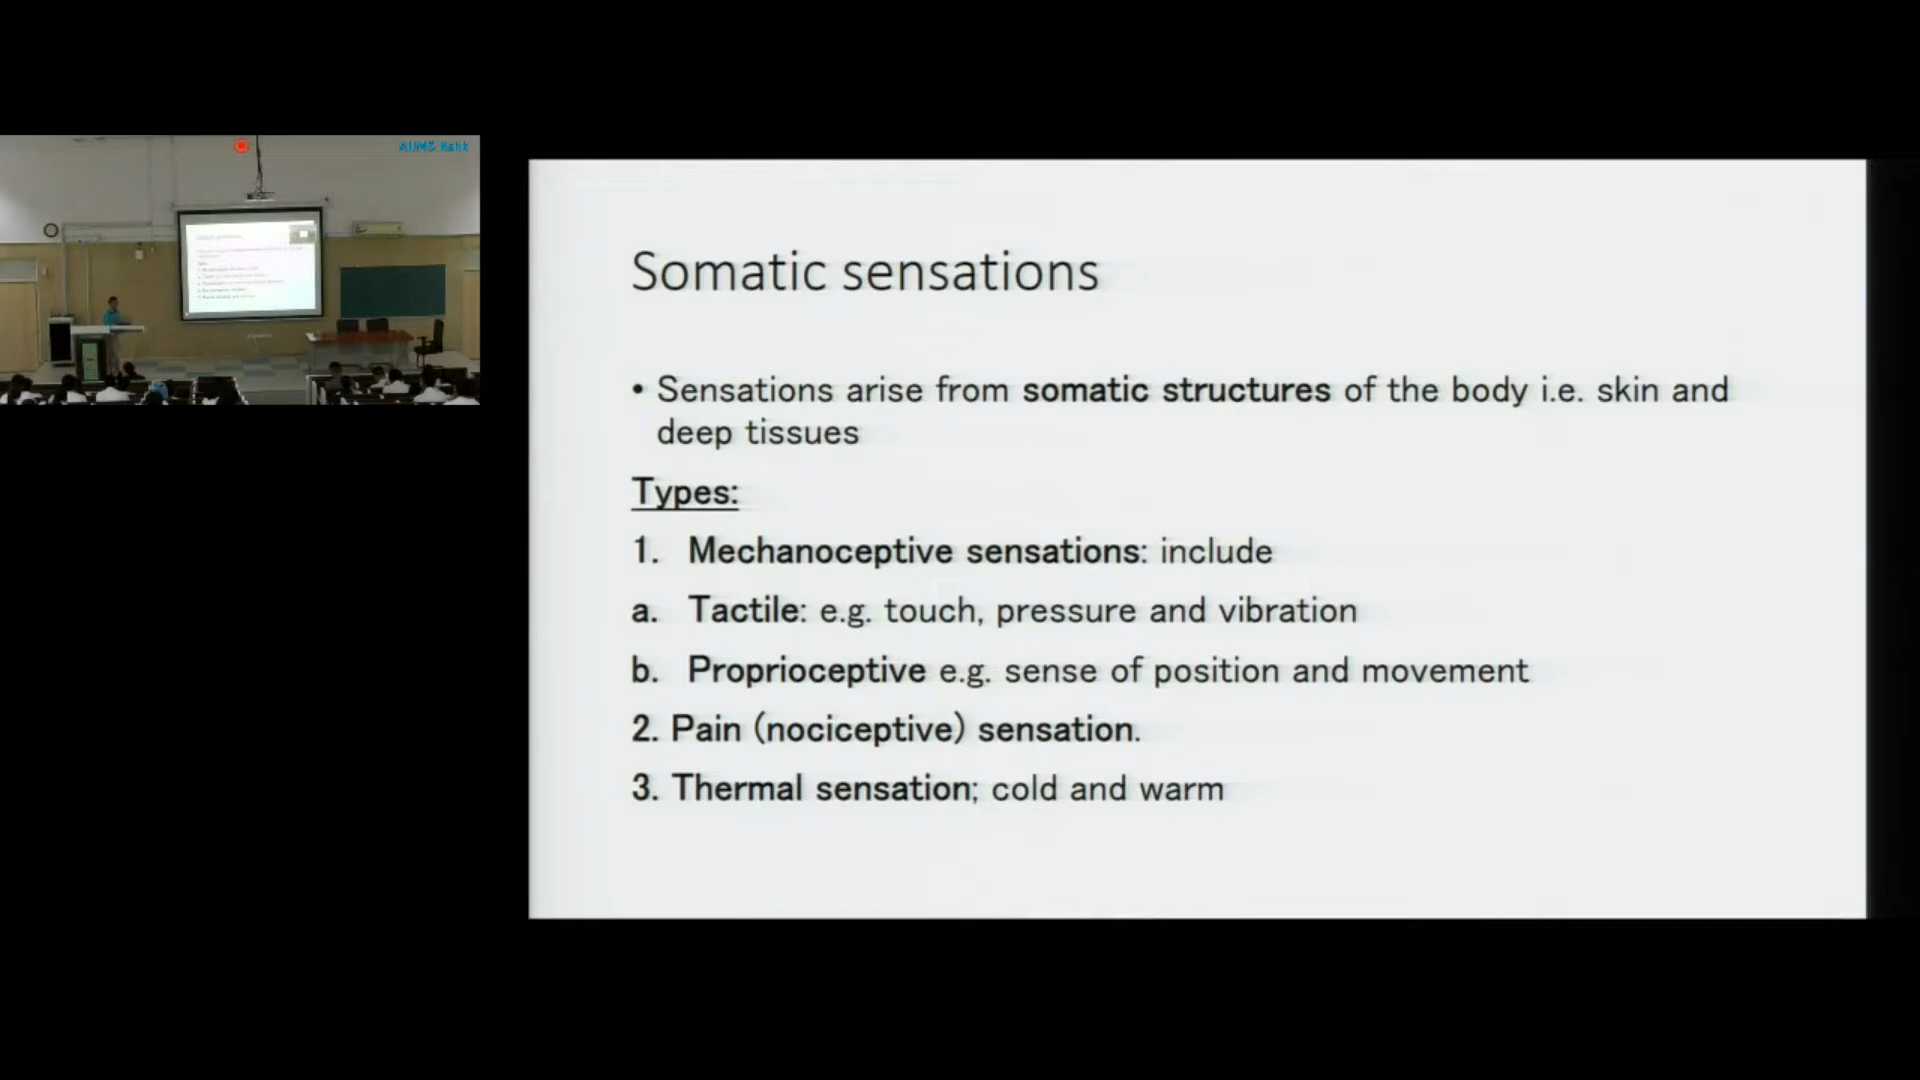 Somatic sensations
• Sensations arise from somatic structures of the body i.e. skin and
deep tissues
Types:
1. Mechanoceptive sensations: include
a. Tactile: e.g. touch, pressure and vibration
b. Proprioceptive e.g. sense of position and movement
2. Pain (nociceptive) sensation.
3. Thermal sensation; cold and warm